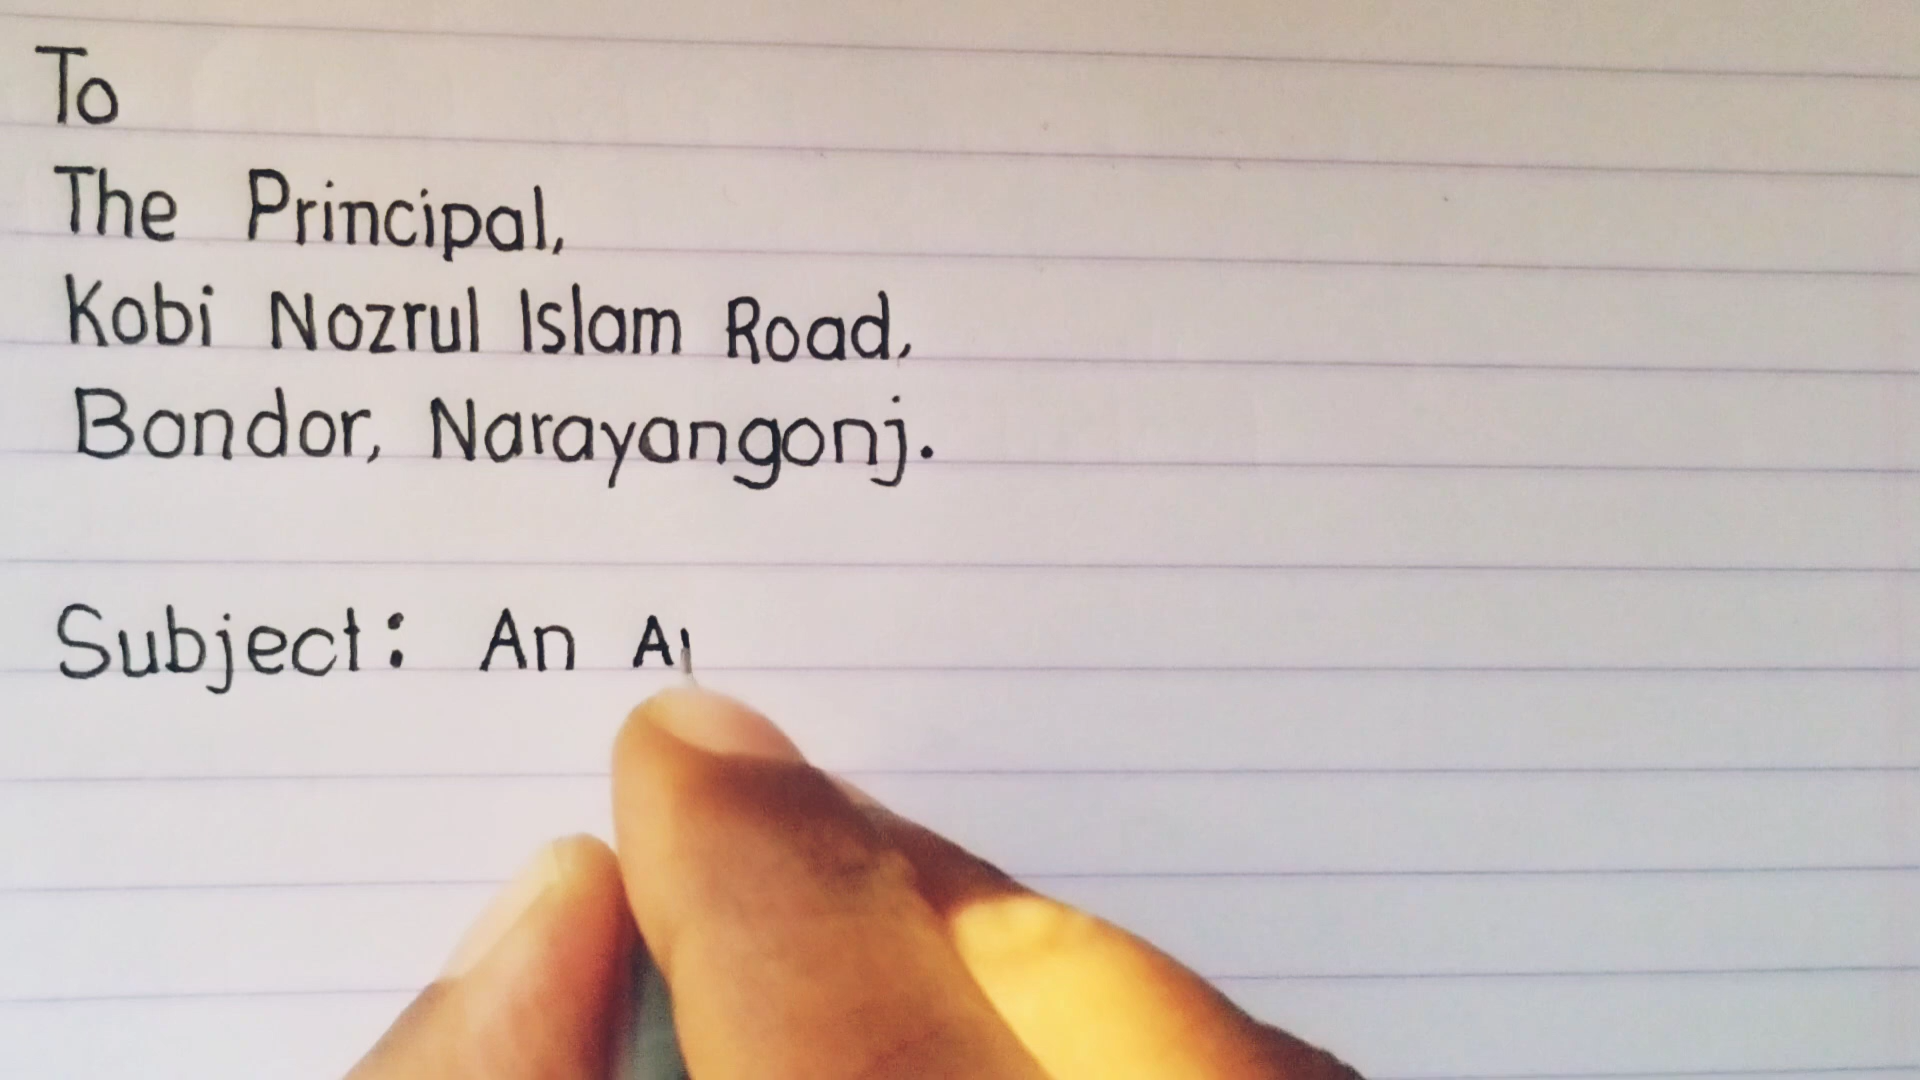 To
The Principal,
Kobi Nozrul Islam Road,
Bondor, Narayangonj.
Subject: An